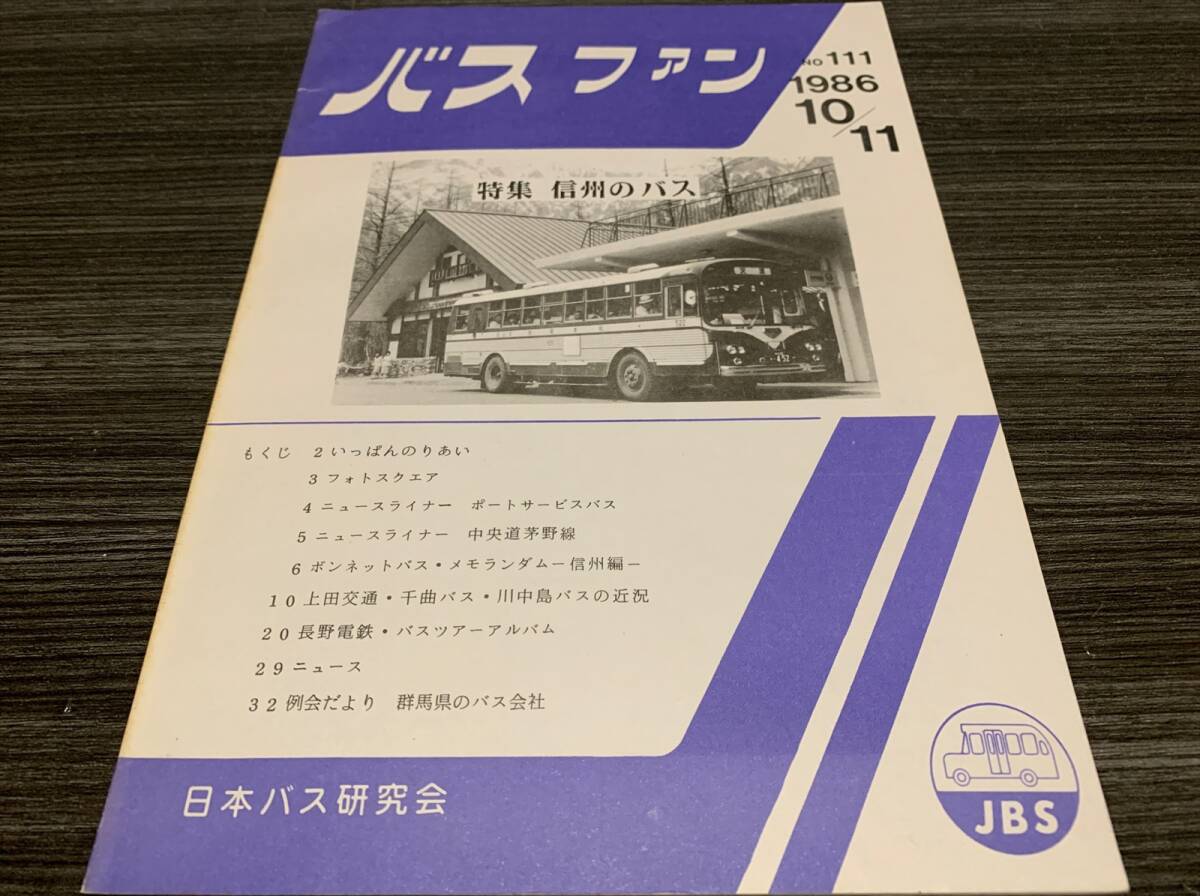 バスファン
NO 111
1986
10/11
特集 信州のバス
もくじ 2 いっぱんのりあい
3 フォトスクエア
4 ニュースライナー ポートサービスバス
5 ニュースライナー 中央道茅野線
6 ボンネットバス・メモランダム－信州編－
10 上田交通・千曲バス・川中島バスの近況
20 長野電鉄・バスツアーアルバム
29 ニュース
32 例会だより 群馬県のバス会社
日本バス研究会
JBS